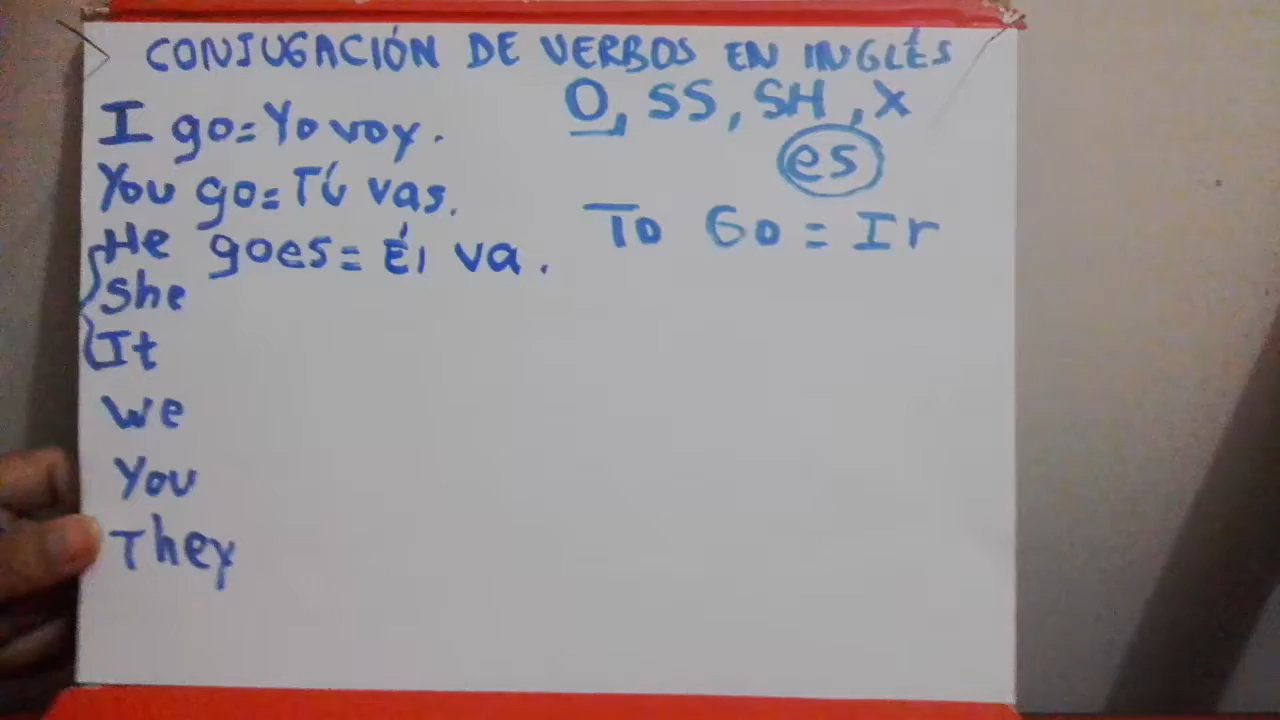 CONJUGACIÓN DE VERBOS EN INGLÉS
O, SS, SH, X
es
To Go = Ir
I go = Yo voy.
You go = Tú vas.
He goes = Él va.
She
It
We
You
They